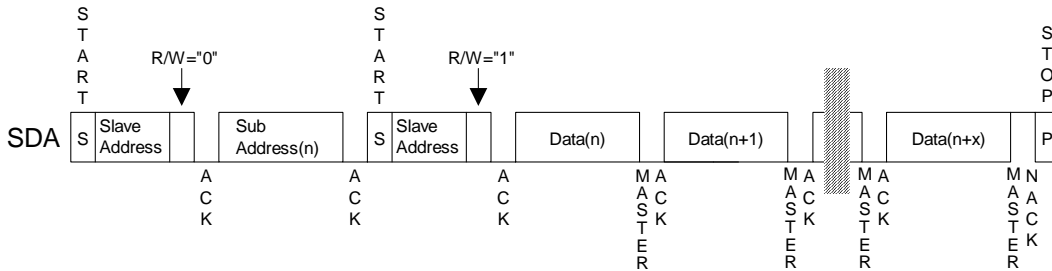 START
START
STOP
R/W="0"
R/W="1"
SDA
S
Slave Address
Sub Address(n)
S
Slave Address
Data(n)
Data(n+1)
Data(n+x)
P
ACK
ACK
ACK
MASTER ACK
MASTER ACK
MASTER ACK
MASTER NACK